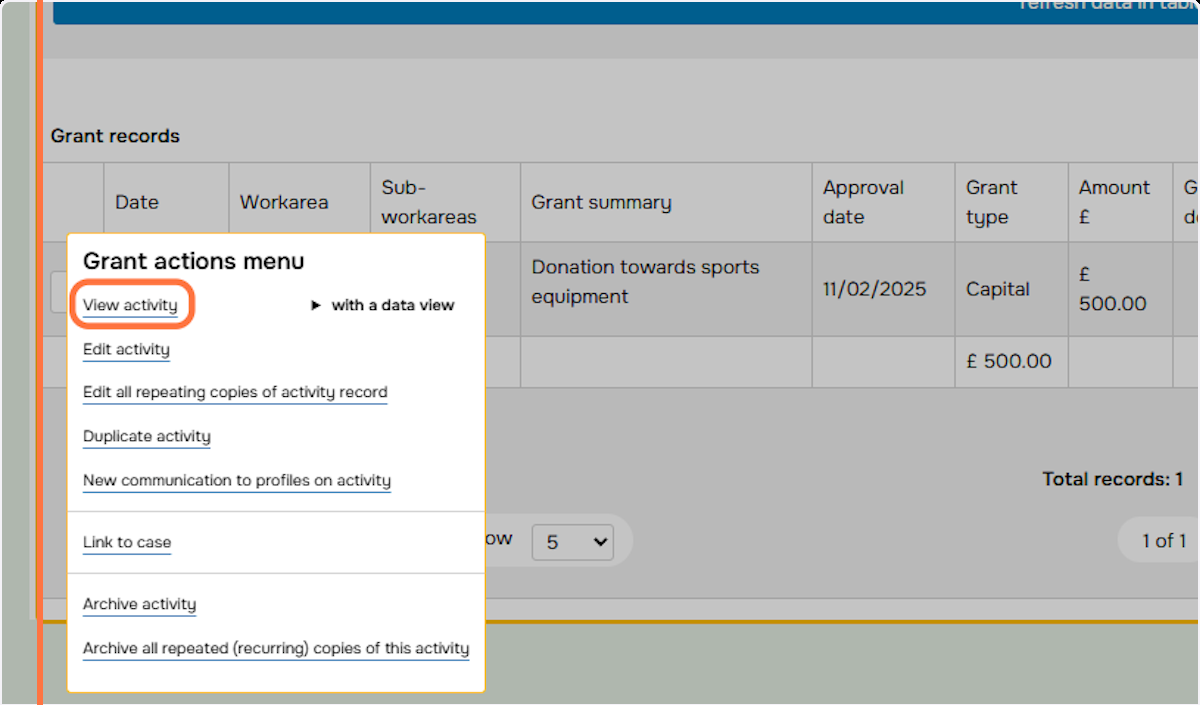 refresh data in table
Grant records
Date
Workarea
Sub-
workareas
Grant summary
Approval
date
Grant
type
Amount
£
Donation towards sports
equipment
11/02/2025
Capital
£
500.00
£ 500.00
Grant actions menu
View activity
▶ with a data view
Edit activity
Edit all repeating copies of activity record
Duplicate activity
New communication to profiles on activity
Link to case
Archive activity
Archive all repeated (recurring) copies of this activity
Total records: 1
ow
5
1 of 1